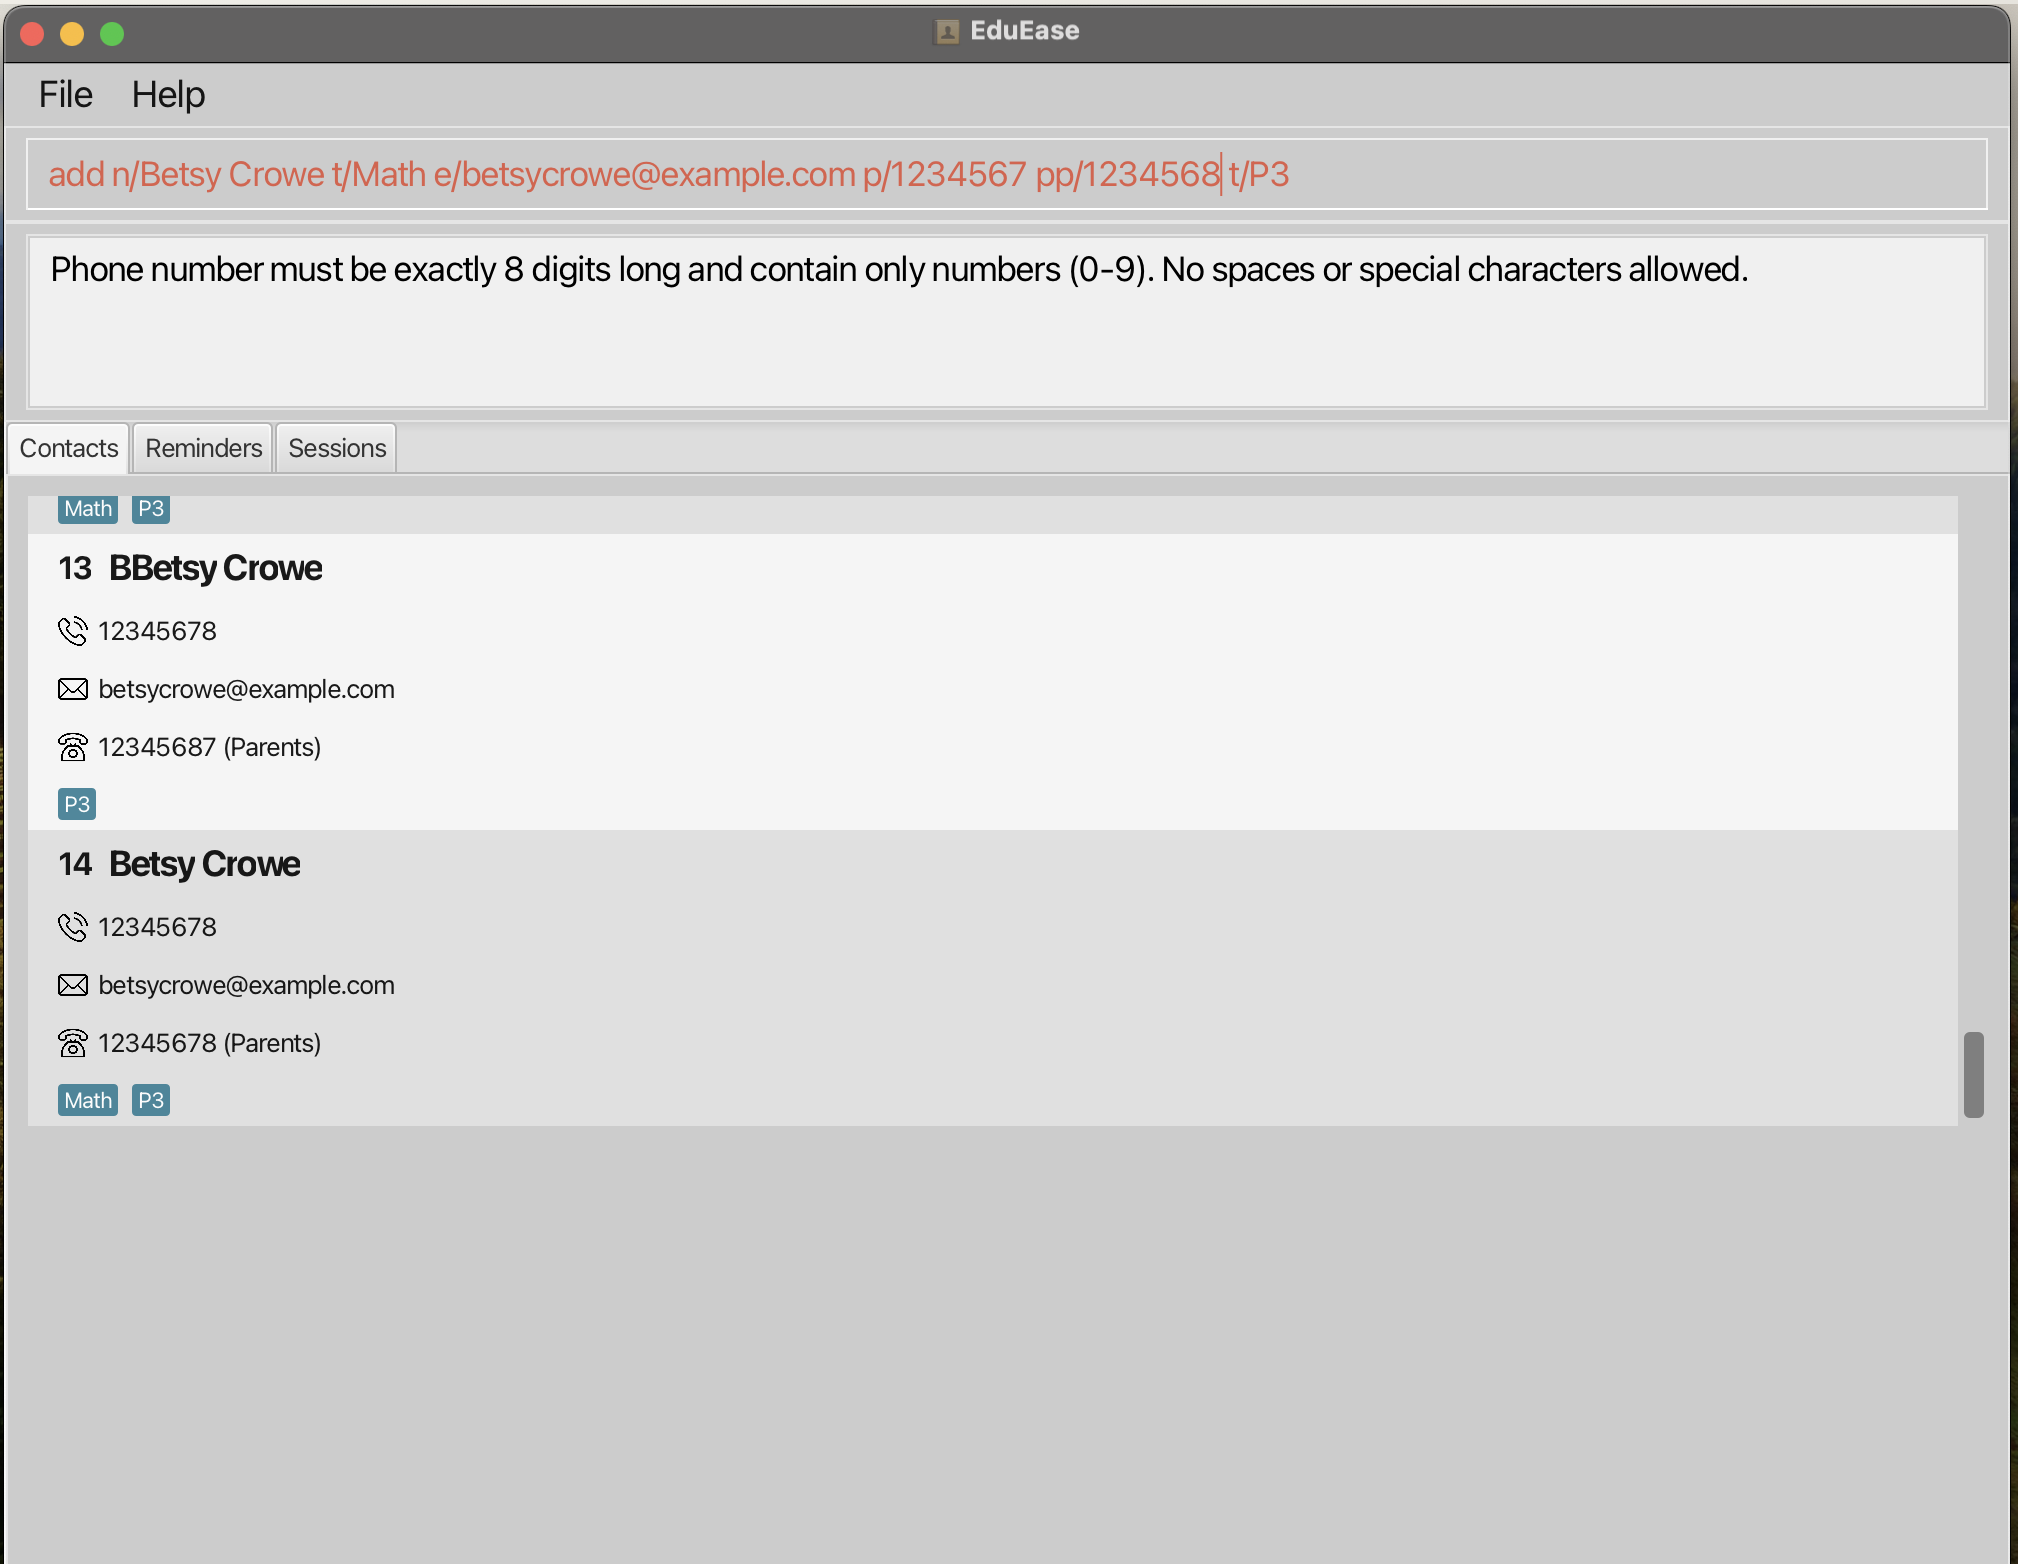 EduEase
File Help
add n/Betsy Crowe t/Math e/betsycrowe@example.com p/1234567 pp/1234568 t/P3
Phone number must be exactly 8 digits long and contain only numbers (0-9). No spaces or special characters allowed.
Contacts Reminders Sessions
Math P3
13 BBetsy Crowe
12345678
betsycrowe@example.com
12345687 (Parents)
P3
14 Betsy Crowe
12345678
betsycrowe@example.com
12345678 (Parents)
Math P3